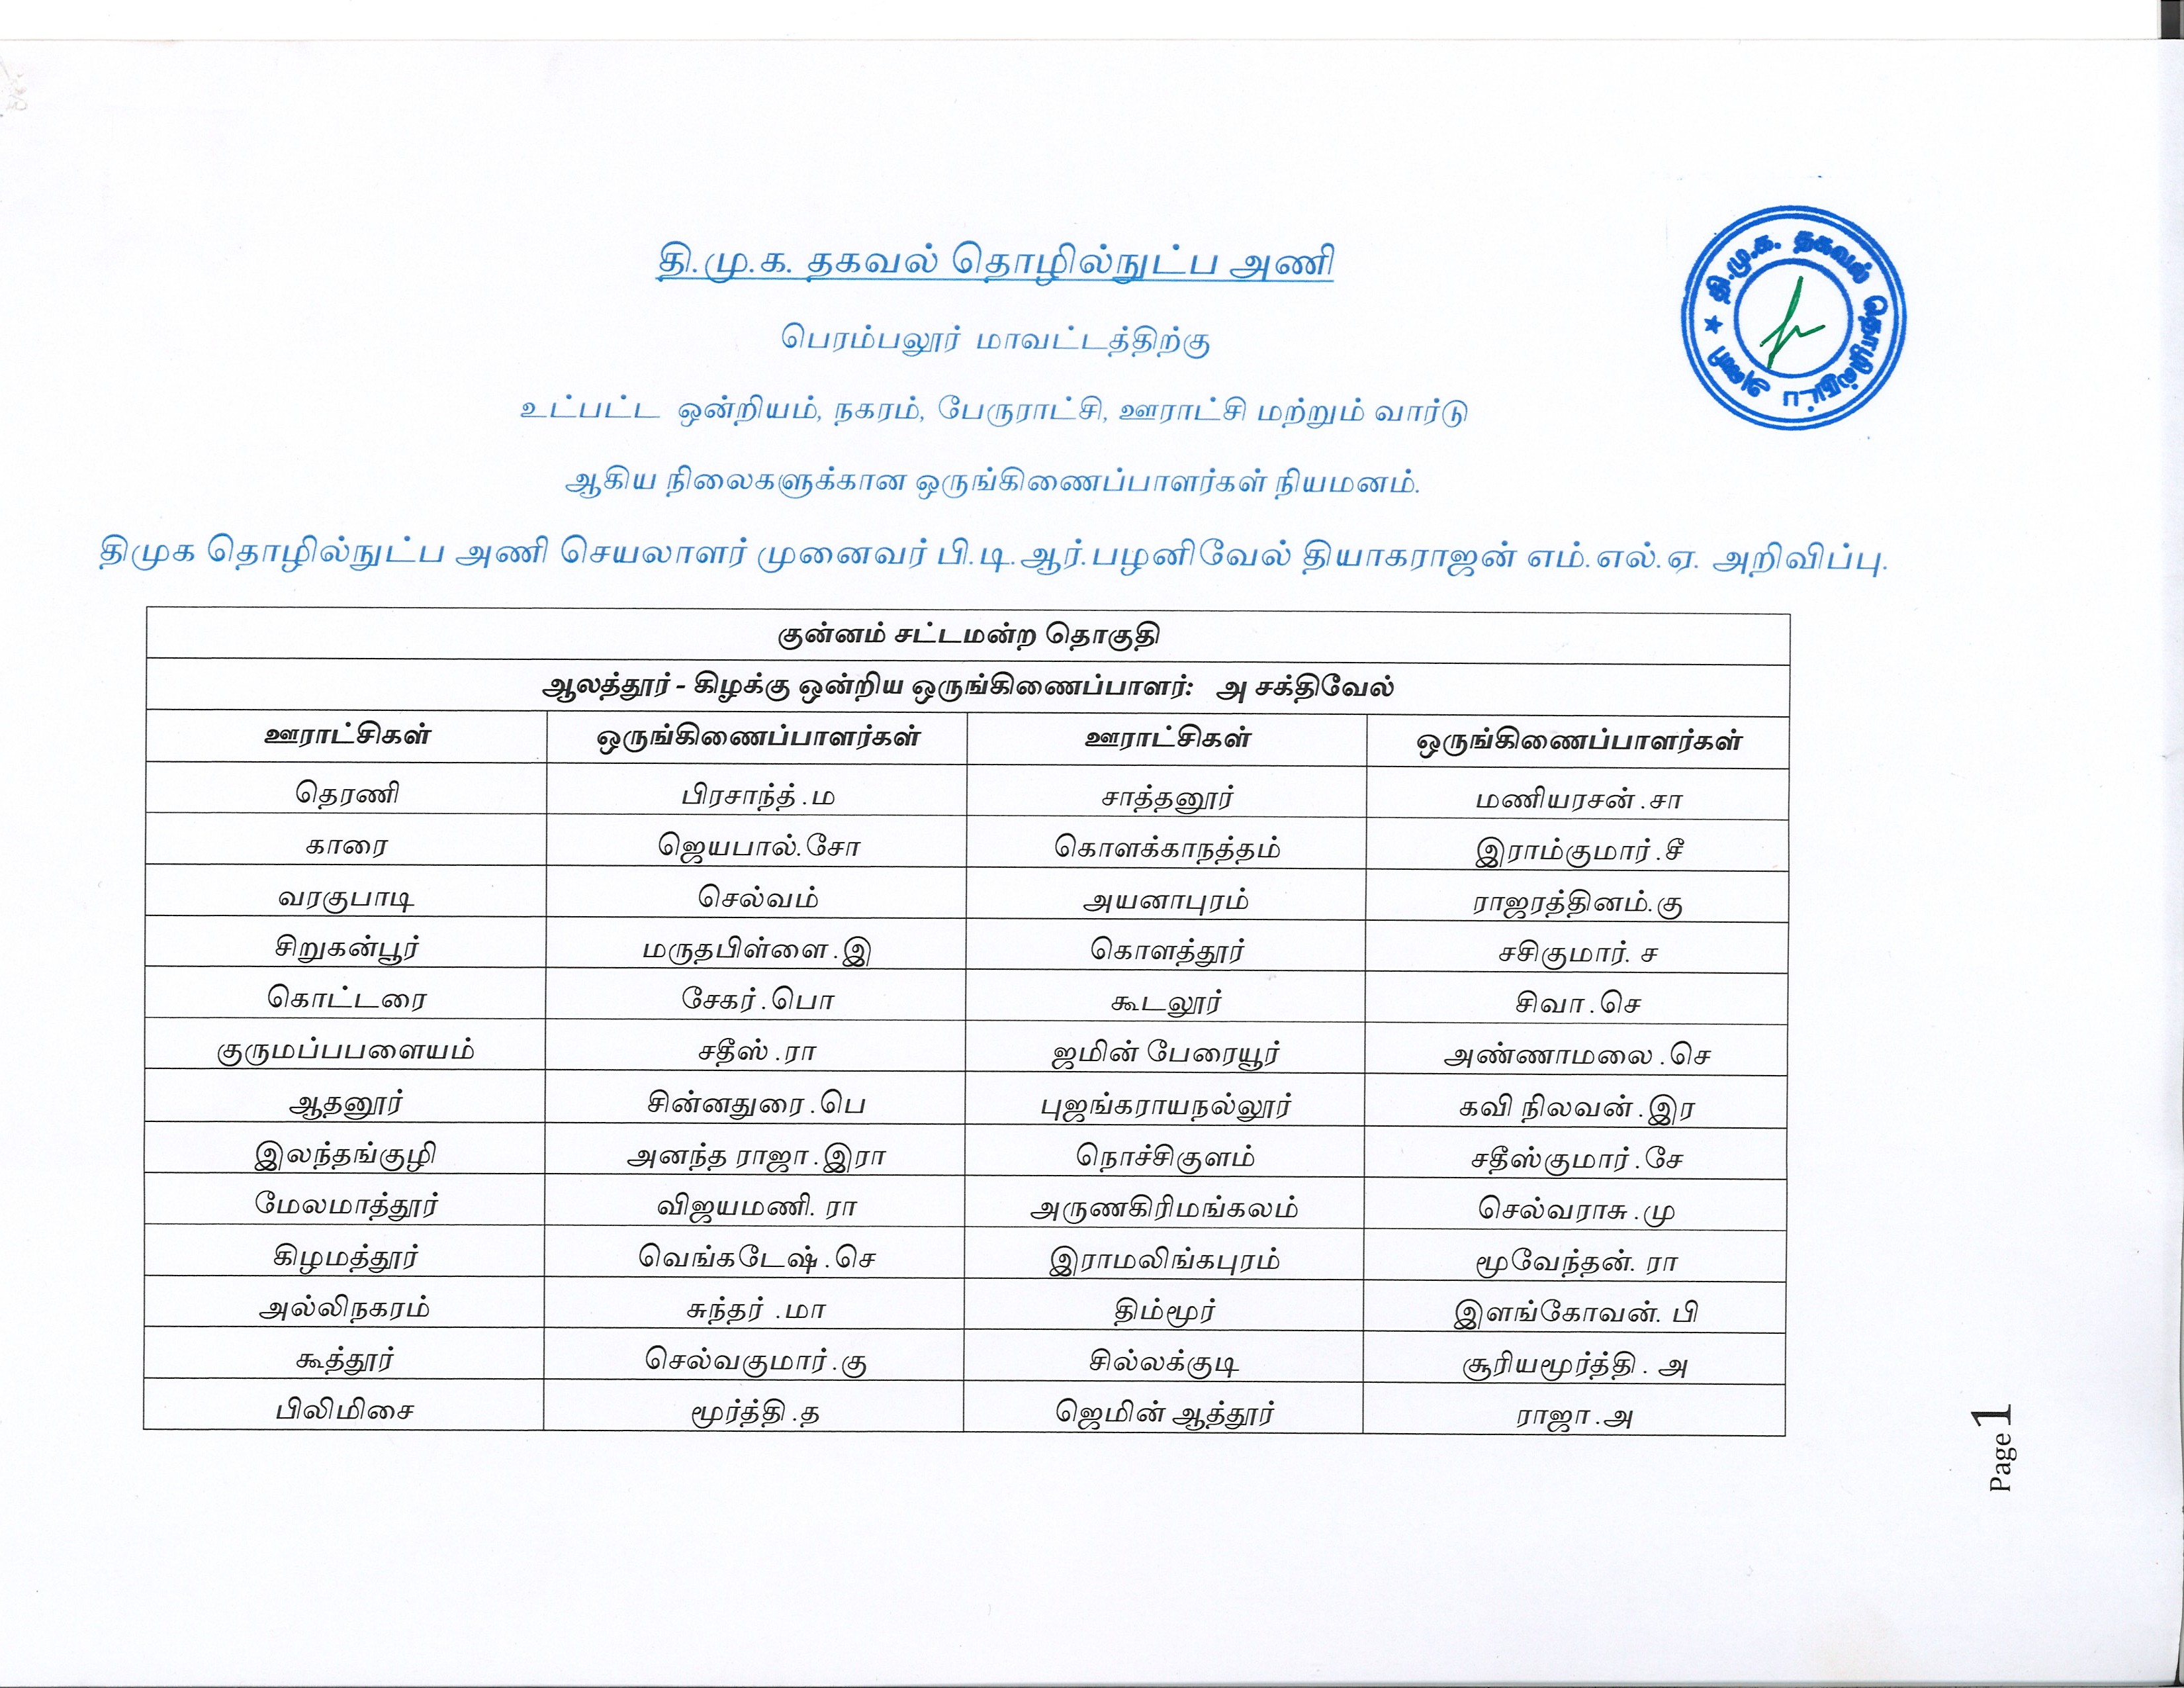 தி.மு.க. தகவல் தொழில்நுட்ப அணி
பெரம்பலூர் மாவட்டத்திற்கு
உட்பட்ட ஒன்றியம், நகரம், பேருராட்சி, ஊராட்சி மற்றும் வார்டு
ஆகிய நிலைகளுக்கான ஒருங்கிணைப்பாளர்கள் நியமனம்.
திமுக தொழில்நுட்ப அணி செயலாளர் முனைவர் பி.டி.ஆர்.பழனிவேல் தியாகராஜன் எம்.எல்.ஏ. அறிவிப்பு.
தி.மு.க. தகவல் தொழில்நுட்ப அணி ★
குன்னம் சட்டமன்ற தொகுதி
ஆலத்தூர் - கிழக்கு ஒன்றிய ஒருங்கிணைப்பாளர்: அ சக்திவேல்
ஊராட்சிகள் ஒருங்கிணைப்பாளர்கள் ஊராட்சிகள் ஒருங்கிணைப்பாளர்கள்
தெரணி பிரசாந்த் .ம சாத்தனூர் மணியரசன் .சா
காரை ஜெயபால்.சோ கொளக்காநத்தம் இராம்குமார் .சீ
வரகுபாடி செல்வம் அயனாபுரம் ராஜரத்தினம்.கு
சிறுகன்பூர் மருதபிள்ளை .இ கொளத்தூர் சசிகுமார். ச
கொட்டரை சேகர் .பொ கூடலூர் சிவா .செ
குருமப்பபளையம் சதீஸ் .ரா ஜமின் பேரையூர் அண்ணாமலை .செ
ஆதனூர் சின்னதுரை .பெ புஜங்கராயநல்லூர் கவி நிலவன் .இர
இலந்தங்குழி அனந்த ராஜா .இரா நொச்சிகுளம் சதீஸ்குமார் .சே
மேலமாத்தூர் விஜயமணி. ரா அருணகிரிமங்கலம் செல்வராசு .மு
கிழமத்தூர் வெங்கடேஷ் .செ இராமலிங்கபுரம் மூவேந்தன். ரா
அல்லிநகரம் சுந்தர் .மா திம்மூர் இளங்கோவன். பி
கூத்தூர் செல்வகுமார் .கு சில்லக்குடி சூரியமூர்த்தி . அ
பிலிமிசை மூர்த்தி .த ஜெமின் ஆத்தூர் ராஜா .அ
Page 1